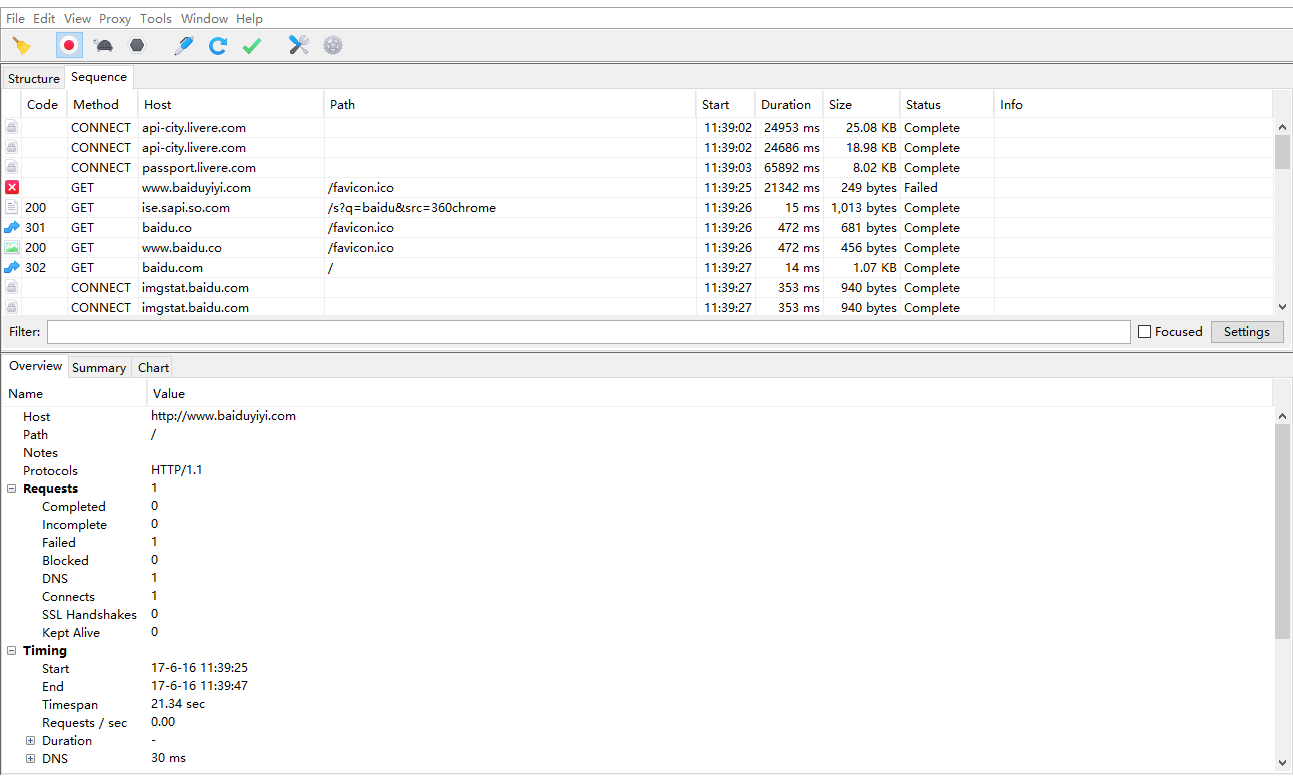 File Edit View Proxy Tools Window Help
Structure Sequence
Code Method Host Path Start Duration Size Status Info
CONNECT api-city.livere.com 11:39:02 24953 ms 25.08 KB Complete
CONNECT api-city.livere.com 11:39:02 24686 ms 18.98 KB Complete
CONNECT passport.livere.com 11:39:03 65892 ms 8.02 KB Complete
GET www.baiduyiyi.com /favicon.ico 11:39:25 21342 ms 249 bytes Failed
200 GET ise.sapi.so.com /s?q=baidu&src=360chrome 11:39:26 15 ms 1,013 bytes Complete
301 GET baidu.co /favicon.ico 11:39:26 472 ms 681 bytes Complete
200 GET www.baidu.co /favicon.ico 11:39:26 472 ms 456 bytes Complete
302 GET baidu.com / 11:39:27 14 ms 1.07 KB Complete
CONNECT imgstat.baidu.com 11:39:27 353 ms 940 bytes Complete
CONNECT imgstat.baidu.com 11:39:27 353 ms 940 bytes Complete
Filter: Focused Settings
Overview Summary Chart
Name Value
Host http://www.baiduyiyi.com
Path /
Notes
Protocols HTTP/1.1
Requests 1
Completed 0
Incomplete 0
Failed 1
Blocked 0
DNS 1
Connects 1
SSL Handshakes 0
Kept Alive 0
Timing
Start 17-6-16 11:39:25
End 17-6-16 11:39:47
Timespan 21.34 sec
Requests / sec 0.00
Duration -
DNS 30 ms